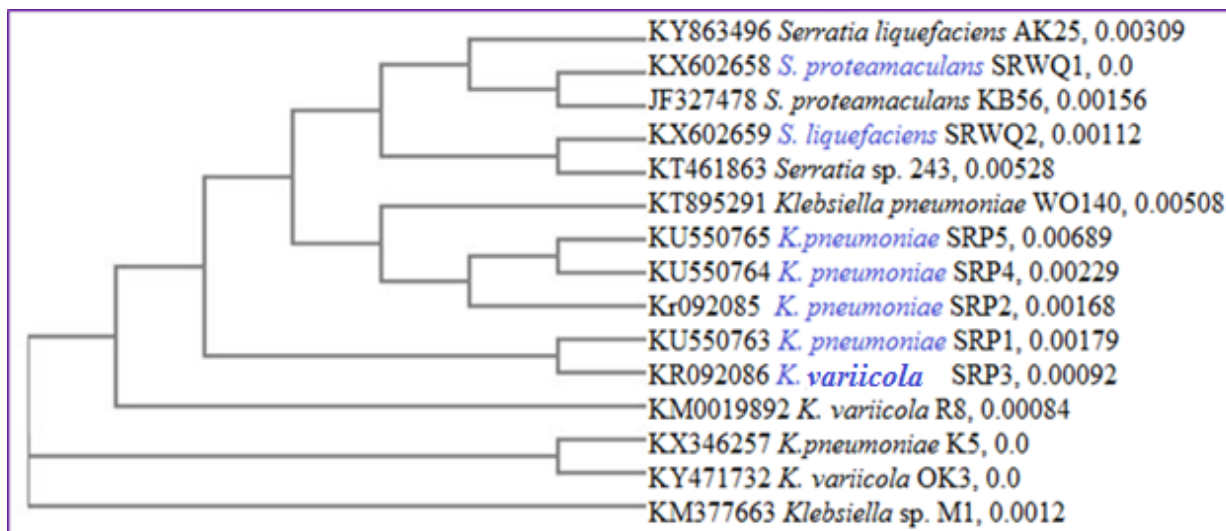 KY863496 Serratia liquefaciens AK25, 0.00309
KX602658 S. proteamaculans SRWQ1, 0.0
JF327478 S. proteamaculans KB56, 0.00156
KX602659 S. liquefaciens SRWQ2, 0.00112
KT461863 Serratia sp. 243, 0.00528
KT895291 Klebsiella pneumoniae WO140, 0.00508
KU550765 K.pneumoniae SRP5, 0.00689
KU550764 K. pneumoniae SRP4, 0.00229
Kr092085 K. pneumoniae SRP2, 0.00168
KU550763 K. pneumoniae SRP1, 0.00179
KR092086 K. variicola SRP3, 0.00092
KM0019892 K. variicola R8, 0.00084
KX346257 K.pneumoniae K5, 0.0
KY471732 K. variicola OK3, 0.0
KM377663 Klebsiella sp. M1, 0.0012